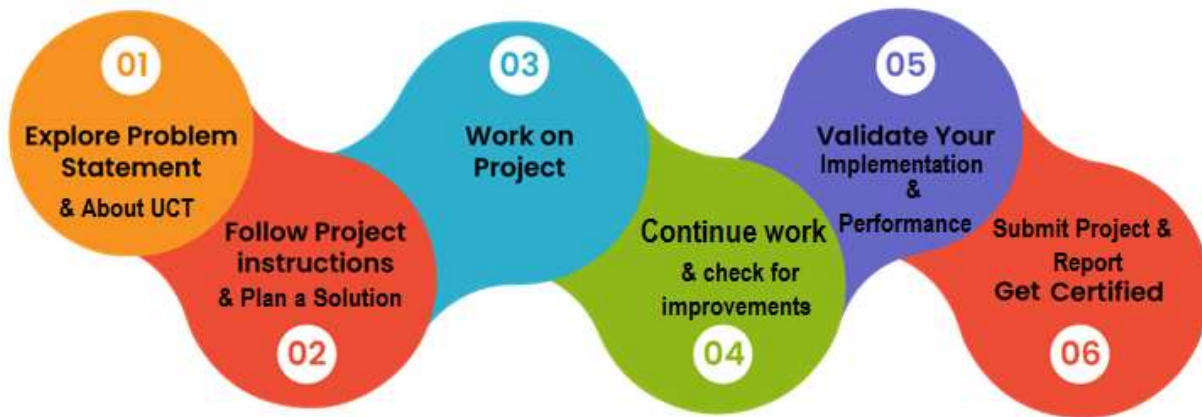 01
Explore Problem
Statement
& About UCT
Follow Project
instructions
& Plan a Solution
02
03
Work on
Project
Continue work
& check for
improvements
04
05
Validate Your
Implementation
&
Performance
Submit Project &
Report
Get Certified
06